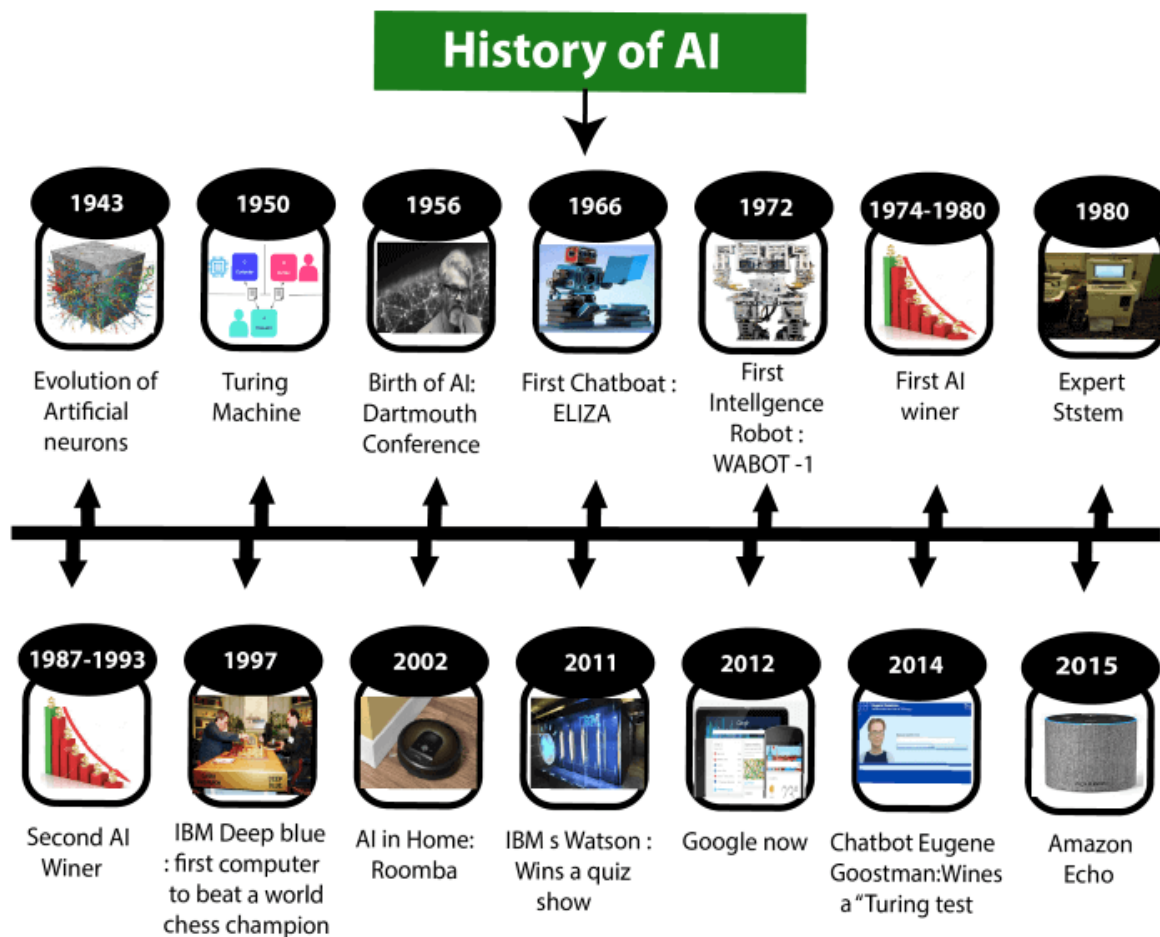 History of AI
1943
1950
1956
1966
1972
1974-1980
1980
Evolution of
Artificial
neurons
Turing
Machine
Birth of AI:
Dartmouth
Conference
First Chatboat :
ELIZA
First
Intellgence
Robot :
WABOT -1
First AI
winer
Expert
Ststem
1987-1993
1997
2002
2011
2012
2014
2015
Second AI
Winer
IBM Deep blue
: first computer
to beat a world
chess champion
AI in Home:
Roomba
IBM
IBM s Watson :
Wins a quiz
show
Google now
Chatbot Eugene
Goostman:Wines
a “Turing test
Amazon
Echo